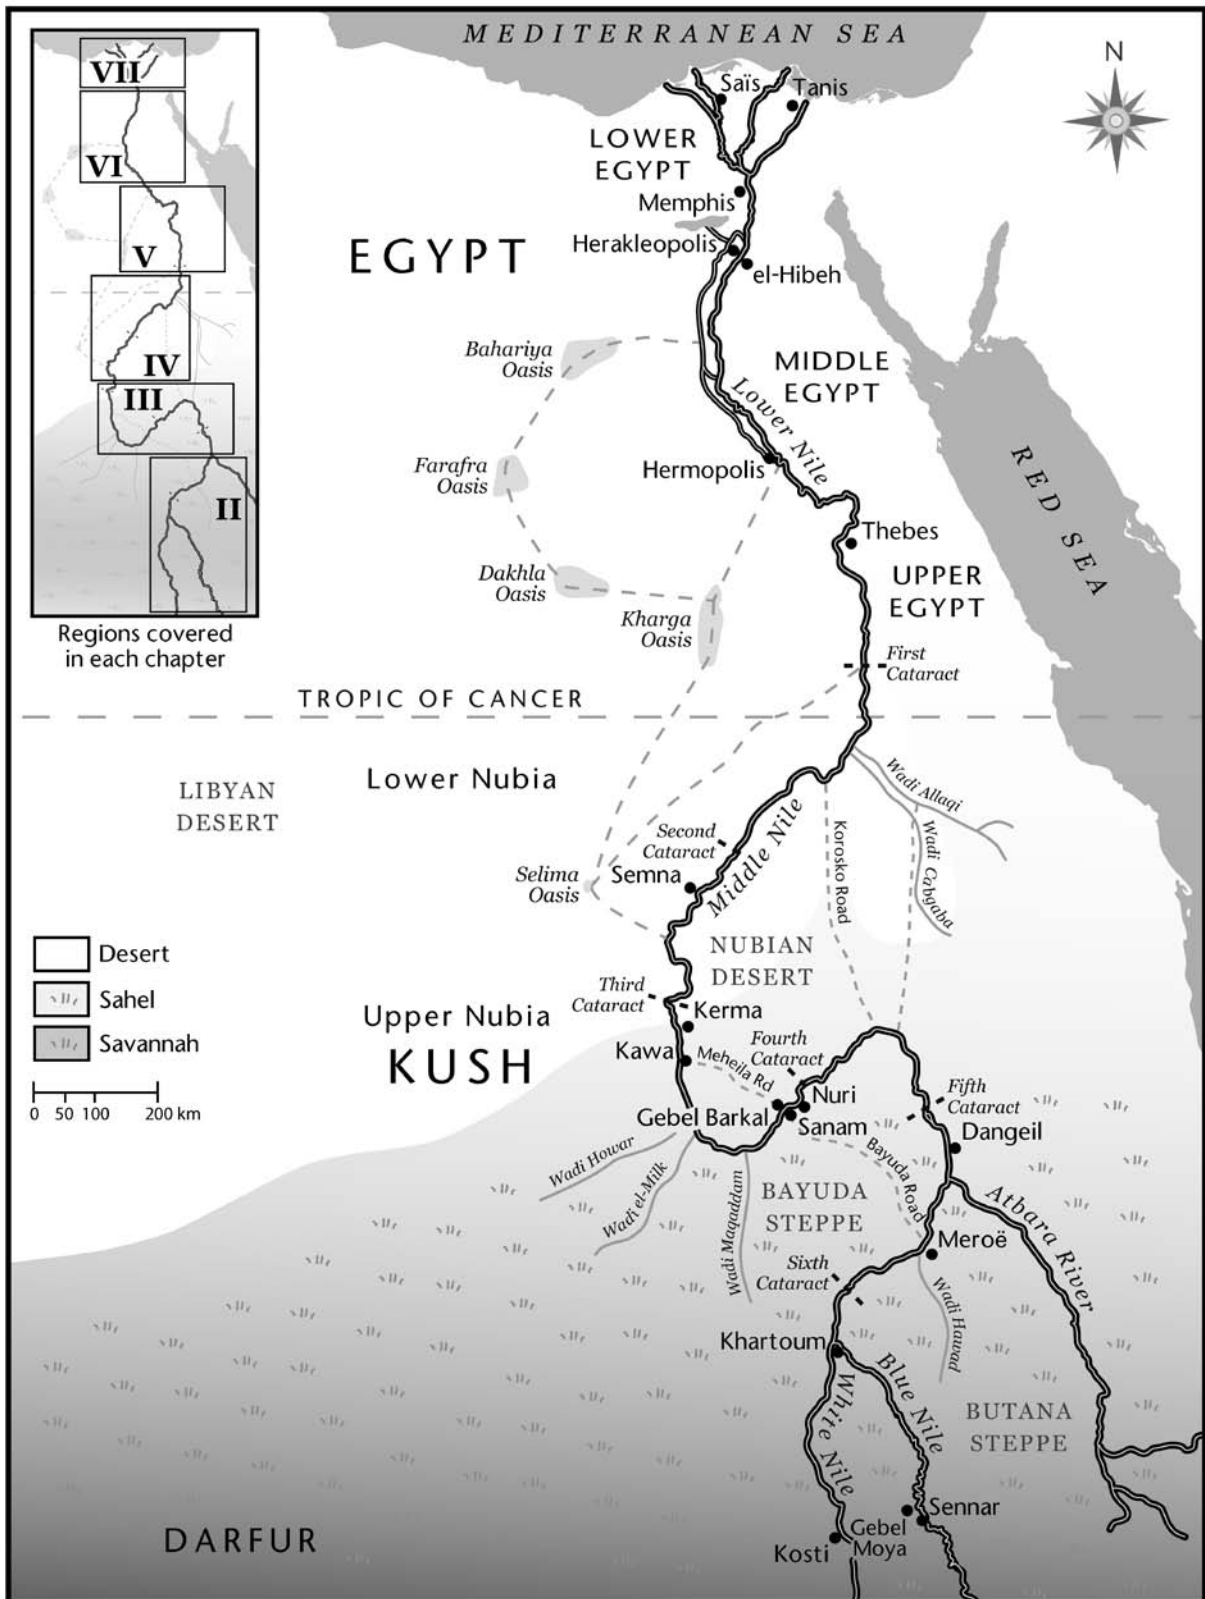 MEDITERRANEAN SEA
N
VII
VI
V
IV
III
II
Regions covered
in each chapter
Saïs
Tanis
LOWER
EGYPT
Memphis
Herakleopolis
EGYPT
el-Hibeh
Bahariya
Oasis
MIDDLE
EGYPT
Lower Nile
Farafra
Oasis
Hermopolis
RED SEA
Thebes
Dakhla
Oasis
UPPER
EGYPT
Kharga
Oasis
First
Cataract
TROPIC OF CANCER
Lower Nubia
LIBYAN
DESERT
Wadi Allaqi
Second
Cataract
Middle Nile
Korosko Road
Wadi Cabgaba
Selima
Oasis
Semna
NUBIAN
DESERT
Desert
Sahel
Savannah
0 50 100 200 km
Third
Cataract
Kerma
Upper Nubia
KUSH
Kawa
Meheila Rd
Fourth
Cataract
Nuri
Gebel Barkal
Sanam
Fifth
Cataract
Dangeil
Wadi Howar
Wadi el-Milk
Wadi Maqaddam
Bayuda Road
BAYUDA
STEPPE
Atbara River
Meroë
Sixth
Cataract
Wadi Hawad
Khartoum
White Nile
Blue Nile
BUTANA
STEPPE
Sennar
Gebel
Moya
Kosti
DARFUR